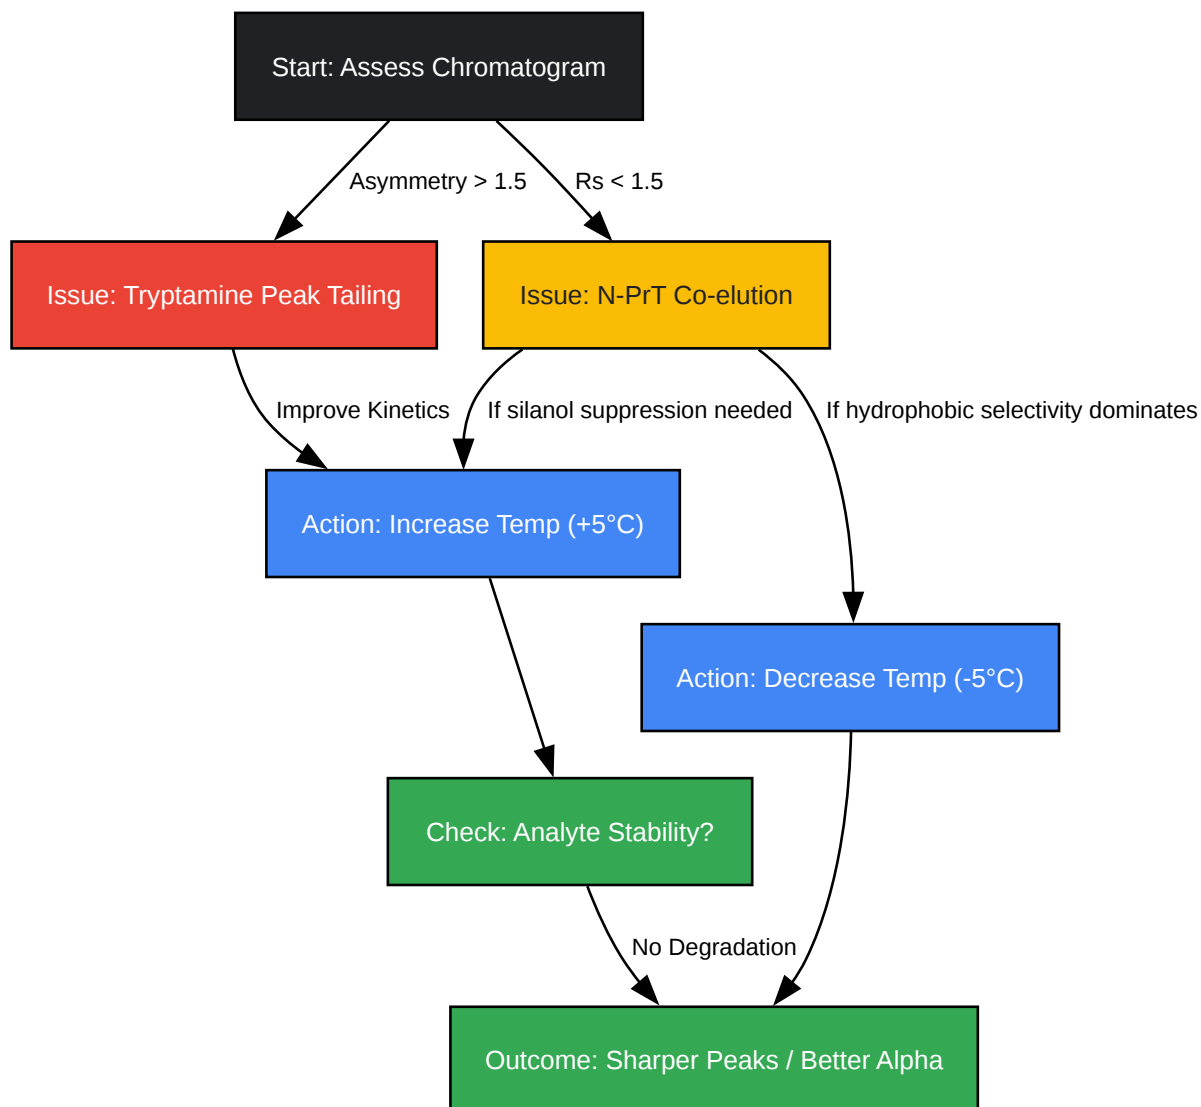 Start: Assess Chromatogram
Asymmetry > 1.5
Rs < 1.5
Issue: Tryptamine Peak Tailing
Issue: N-PrT Co-elution
Improve Kinetics
If silanol suppression needed
If hydrophobic selectivity dominates
Action: Increase Temp (+5°C)
Action: Decrease Temp (-5°C)
Check: Analyte Stability?
No Degradation
Outcome: Sharper Peaks / Better Alpha